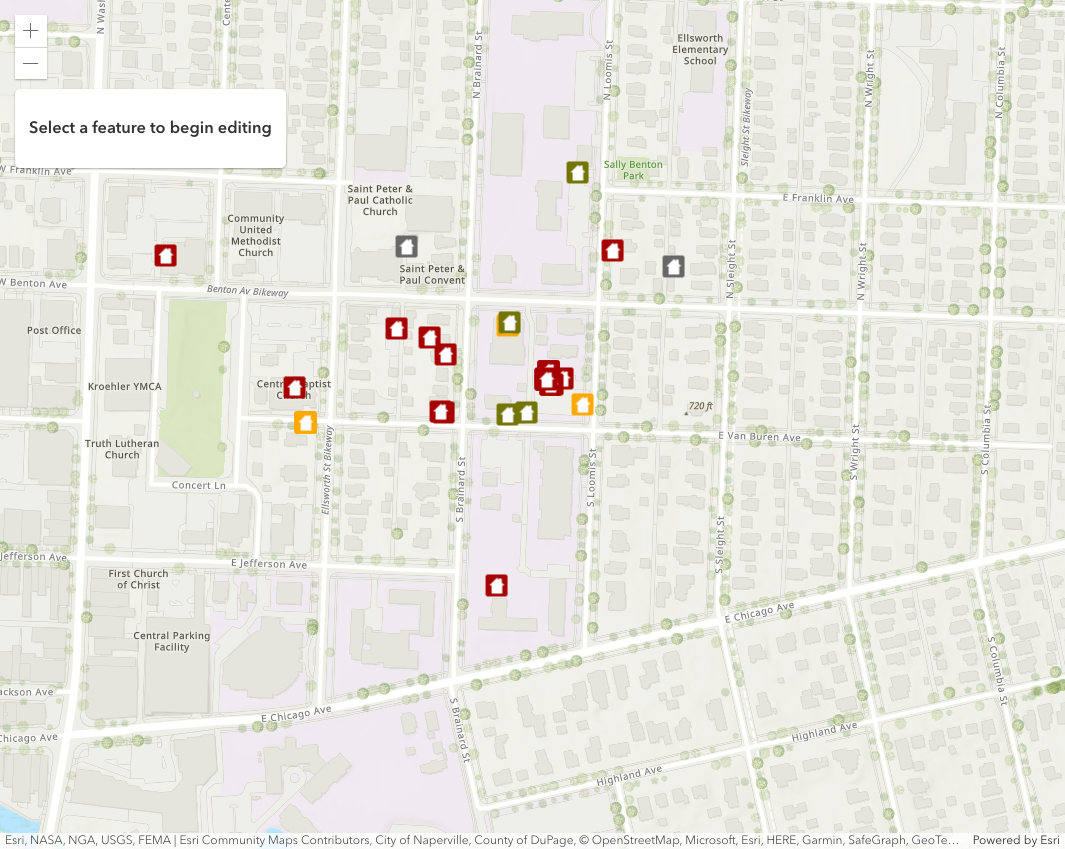 N Was
Cente
N Brainard St
N Loomis St
Ellsworth
Elementary
School
N Wright St
N Columbia St
Sleight St Bikeway
Select a feature to begin editing
W Franklin Ave
Saint Peter &
Paul Catholic
Church
Sally Benton
Park
E Franklin Ave
Community
United
Methodist
Church
Saint Peter &
Paul Convent
N Sleight St
N Wright St
W Benton Ave
Benton Av Bikeway
Post Office
Kroehler YMCA
Central Baptist
Church
720 ft
Truth Lutheran
Church
E Van Buren Ave
Ellsworth St Bikeway
S Brainard St
S Loomis St
S Wright St
S Columbia St
Concert Ln
S Sleight St
Jefferson Ave
E Jefferson Ave
First Church
of Christ
Central Parking
Facility
E Chicago Ave
S Columbia St
ackson Ave
E Chicago Ave
Chicago Ave
S Brainard St
Highland Ave
Highland Ave
Esri, NASA, NGA, USGS, FEMA | Esri Community Maps Contributors, City of Naperville, County of DuPage, © OpenStreetMap, Microsoft, Esri, HERE, Garmin, SafeGraph, GeoTe... Powered by Esri